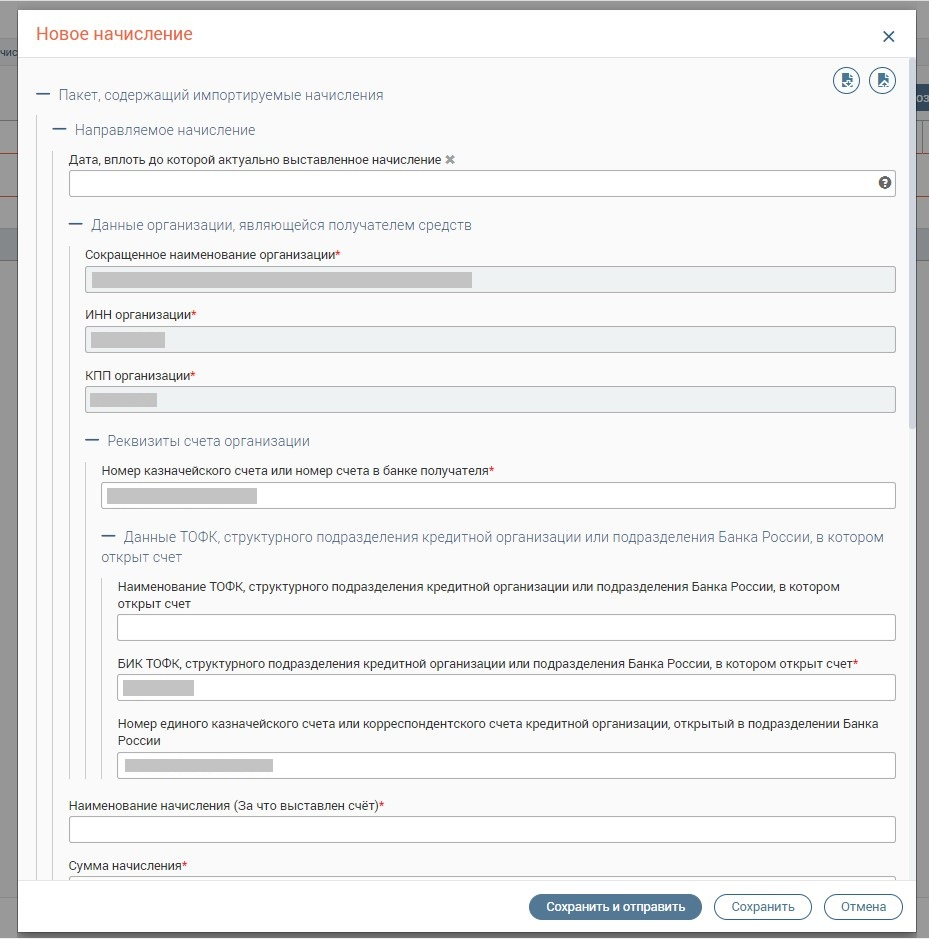 Новое начисление
чис
Пакет, содержащий импортируемые начисления
Направляемое начисление
Дата, вплоть до которой актуально выставленное начисление
Данные организации, являющейся получателем средств
Сокращенное наименование организации*
ИНН организации*
КПП организации*
Реквизиты счета организации
Номер казначейского счета или номер счета в банке получателя*
Данные ТОФК, структурного подразделения кредитной организации или подразделения Банка России, в котором
открыт счет
Наименование ТОФК, структурного подразделения кредитной организации или подразделения Банка России, в котором
открыт счет
БИК ТОФК, структурного подразделения кредитной организации или подразделения Банка России, в котором открыт счет*
Номер единого казначейского счета или корреспондентского счета кредитной организации, открытый в подразделении Банка
России
Наименование начисления (За что выставлен счёт)*
Сумма начисления*
Сохранить и отправить
Сохранить
Отмена